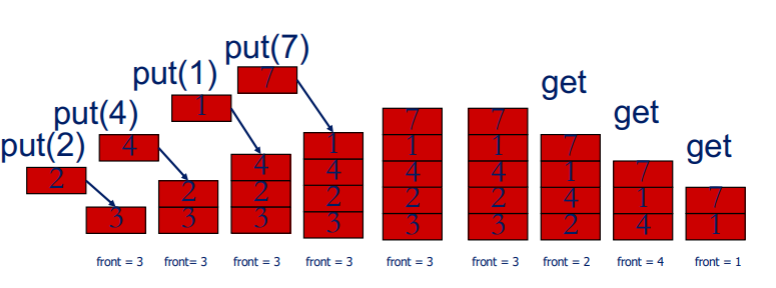 put(2)
2
3
front = 3
put(4)
4
2
3
front= 3
put(1)
1
4
2
3
front = 3
put(7)
7
1
4
2
3
front = 3
7
1
4
2
3
front = 3
7
1
4
2
3
front = 3
get
7
1
4
2
front = 2
get
7
1
4
front = 4
get
7
1
front = 1